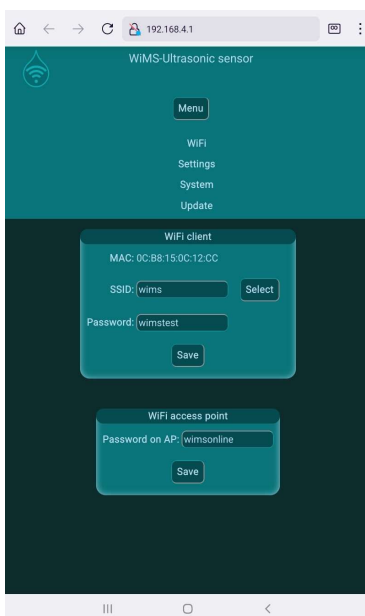 192.168.4.1
WiMS-Ultrasonic sensor
Menu
WiFi
Settings
System
Update
WiFi client
MAC: 0C:B8:15:0C:12:CC
SSID: wims Select
Password: wimstest
Save
WiFi access point
Password on AP: wimsonline
Save